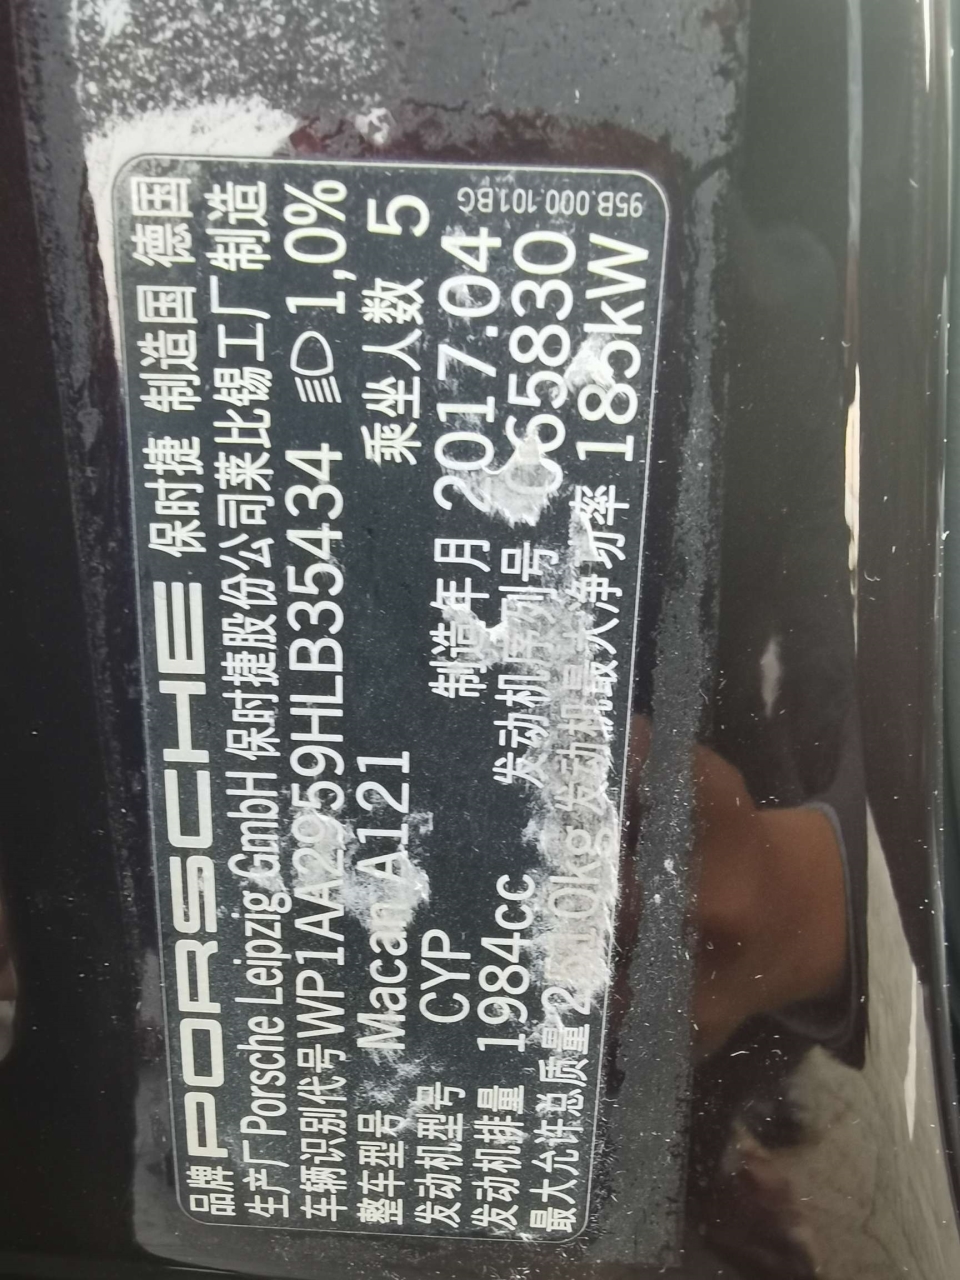 品牌 PORSCHE 保时捷 制造国 德国
生产厂 Porsche Leipzig GmbH 保时捷股份公司莱比锡工厂制造
车辆识别代号 WP1AA2959HLB35434 1,0%
整车型号 Macan A121 乘坐人数 5
发动机型号 CYP 制造年月 2017.04
发动机排量 1984cc 发动机序列号 C665830
最大允许总质量 kg 发动机最大净功率 185kW
95B.000.101.BG